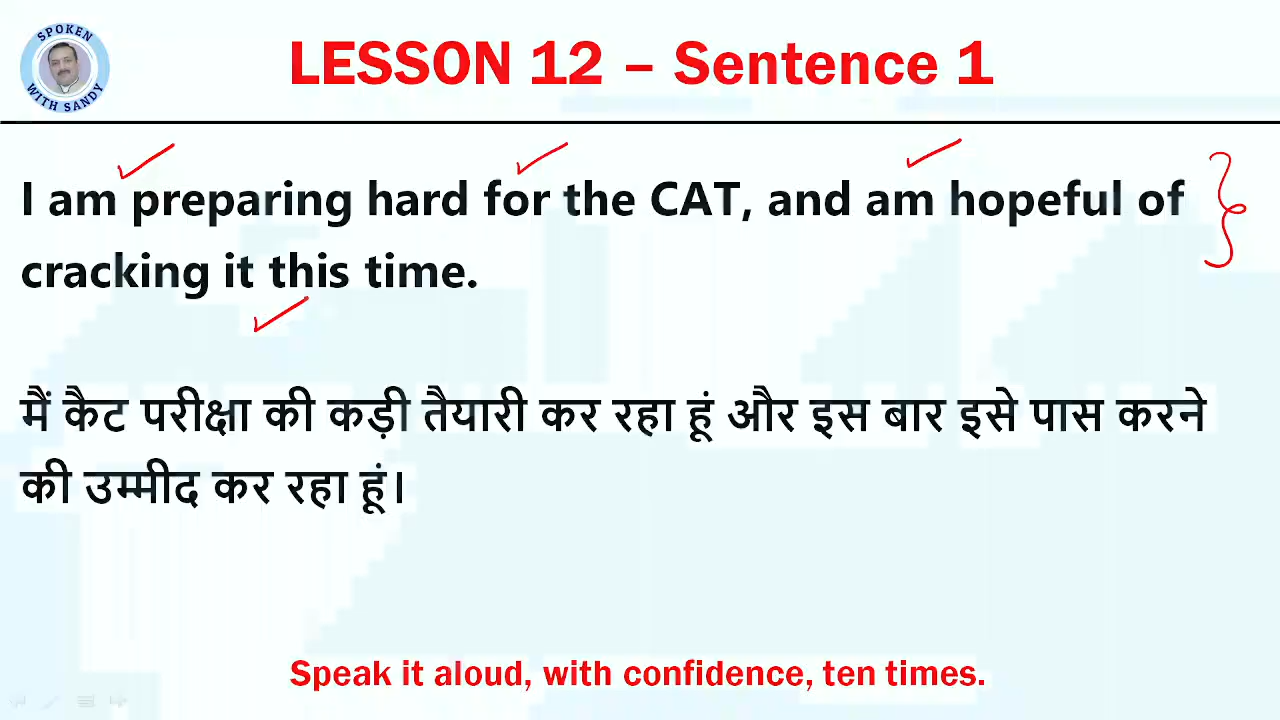 SPOKEN
WITH SANDY
LESSON 12 – Sentence 1
I am preparing hard for the CAT, and am hopeful of
cracking it this time.
मैं कैट परीक्षा की कड़ी तैयारी कर रहा हूं और इस बार इसे पास करने
की उम्मीद कर रहा हूं।
Speak it aloud, with confidence, ten times.